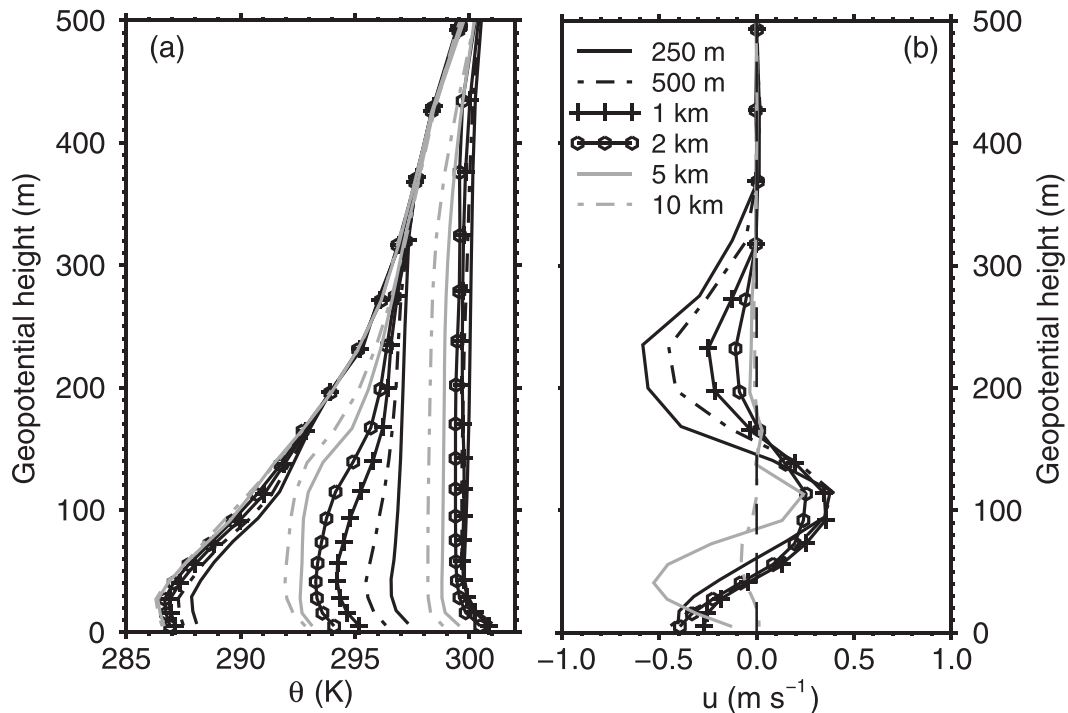 (a)
500
400
300
200
100
0
Geopotential height (m)
285
290
295
300
θ (K)
(b)
250 m
500 m
1 km
2 km
5 km
10 km
500
400
300
200
100
0
Geopotential height (m)
−1.0
−0.5
0.0
0.5
1.0
u (m s⁻¹)